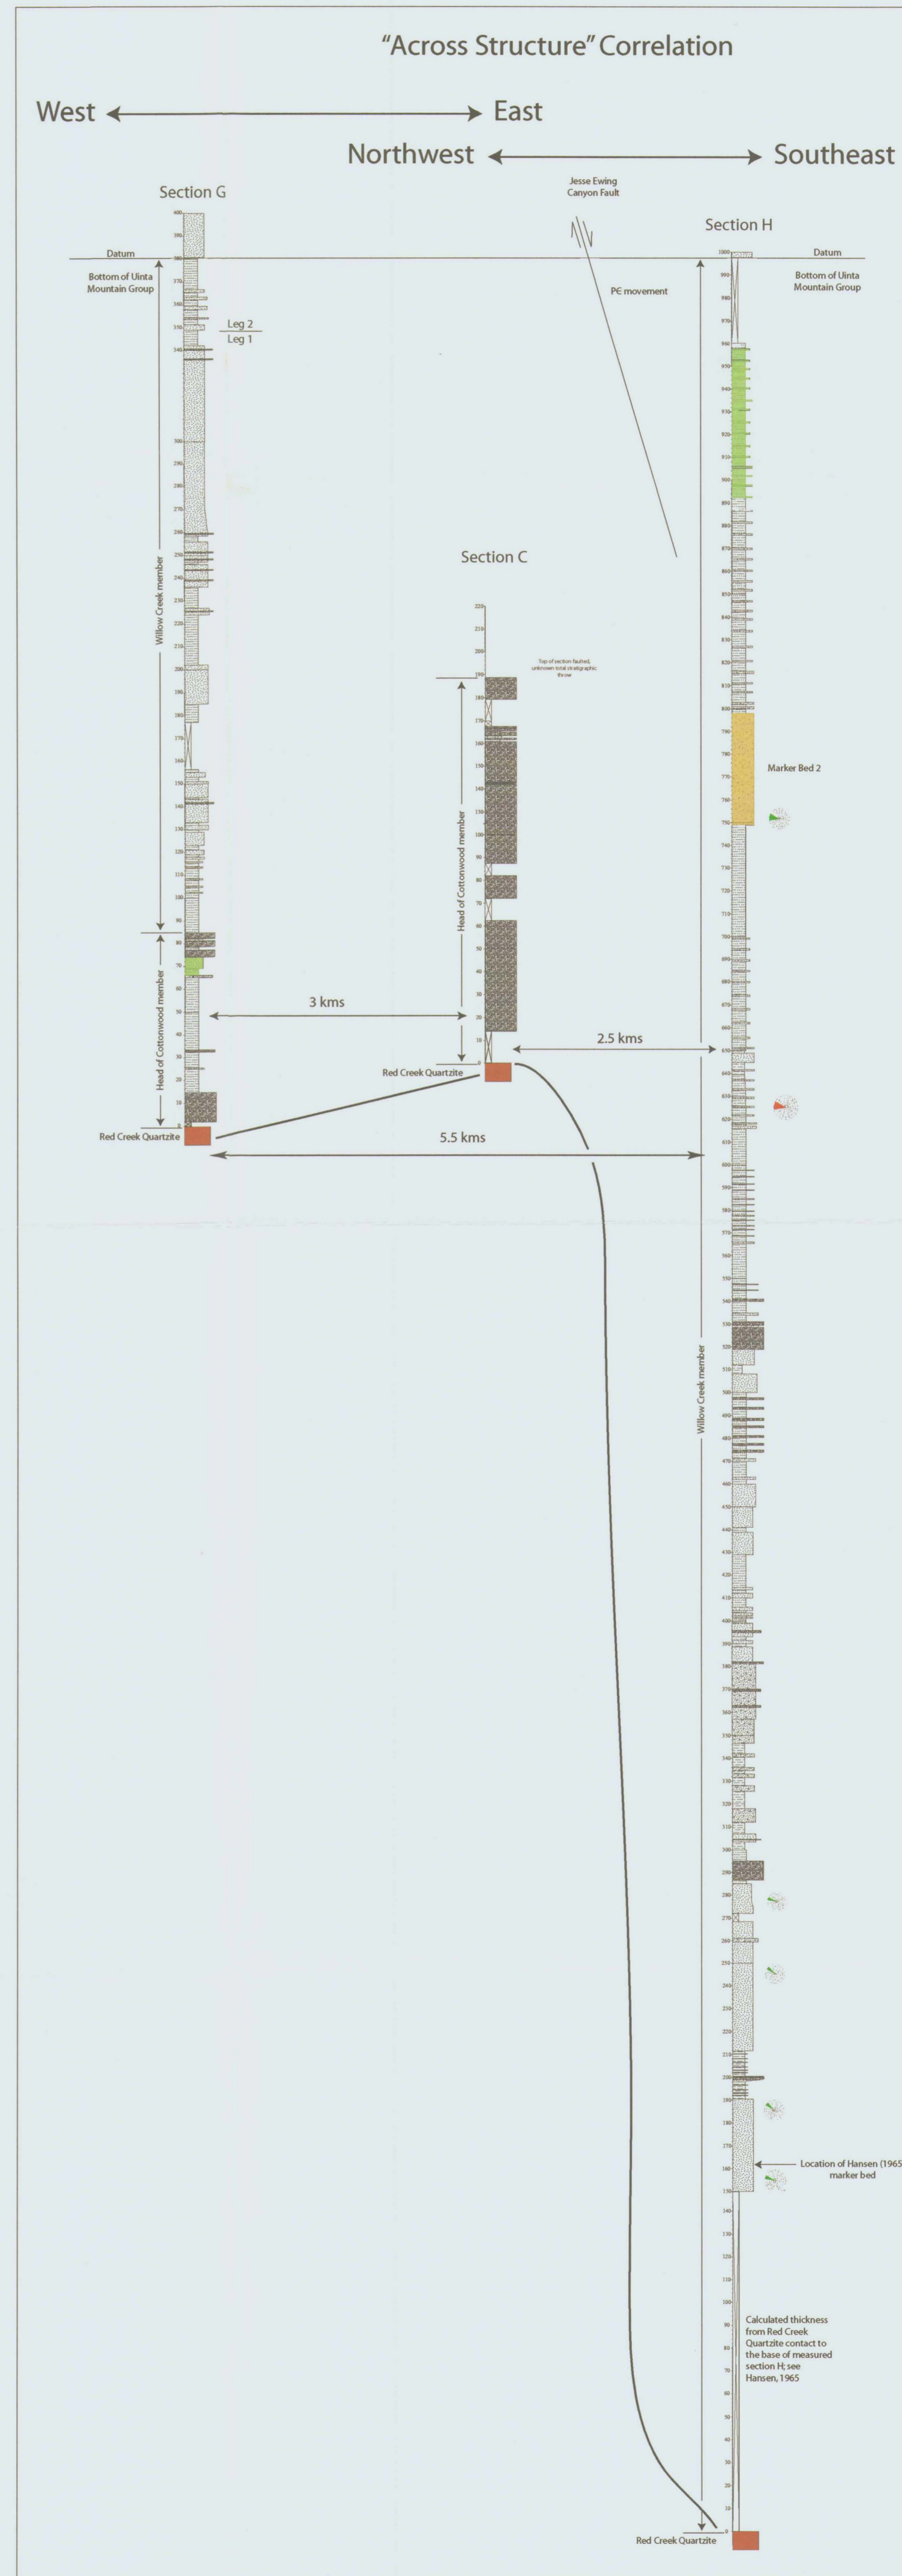 "Across Structure" Correlation
West
East
Northwest
Southeast
Section G
Jesse Ewing
Canyon Fault
Section H
Datum
Datum
Bottom of Uinta
Mountain Group
Bottom of Uinta
Mountain Group
PЄ movement
Leg 2
Leg 1
Willow Creek member
Section C
Top of section faulted,
unknown total stratigraphic
throw
Marker Bed 2
Head of Cottonwood member
Head of Cottonwood member
3 kms
2.5 kms
Red Creek Quartzite
Red Creek Quartzite
5.5 kms
Willow Creek member
Location of Hansen (1965
marker bed
Calculated thickness
from Red Creek
Quartzite contact to
the base of measured
section H; see
Hansen, 1965
Red Creek Quartzite